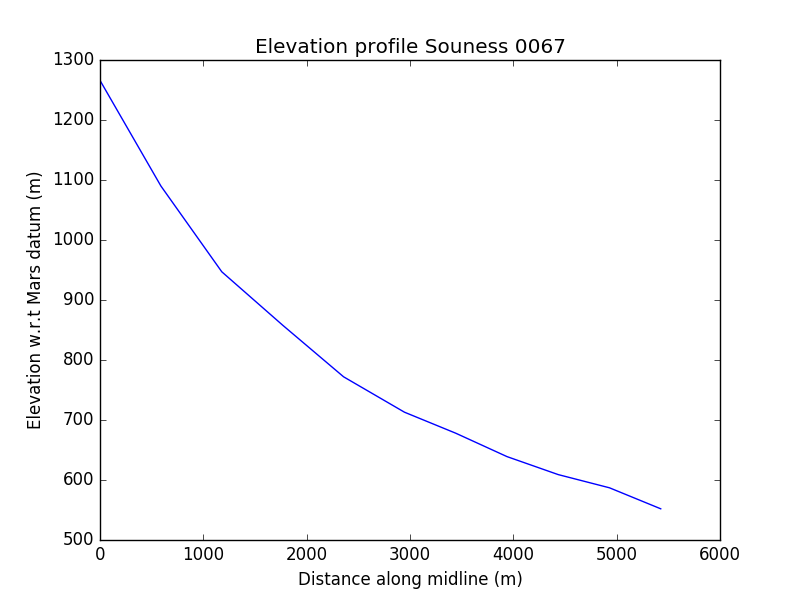 Elevation profile Souness 0067
1300
1200
1100
1000
900
800
700
600
500
Elevation w.r.t Mars datum (m)
0 1000 2000 3000 4000 5000 6000
Distance along midline (m)